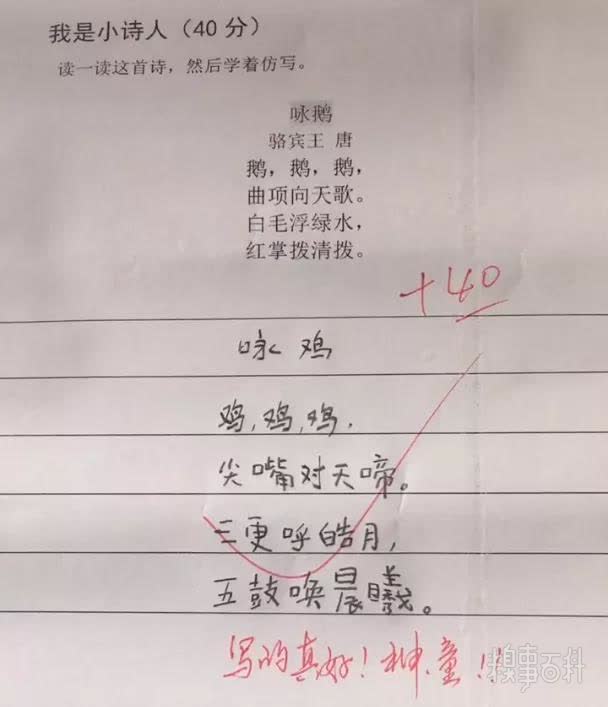 我是小诗人（40 分）
读一读这首诗，然后学着仿写。
咏鹅
骆宾王 唐
鹅，鹅，鹅，
曲项向天歌。
白毛浮绿水，
红掌拨清拨。
+40
咏 鸡
鸡,鸡,鸡,
尖嘴对天啼。
三更呼皓月,
五鼓唤晨曦。
写的真好！神童！！
糗事百科